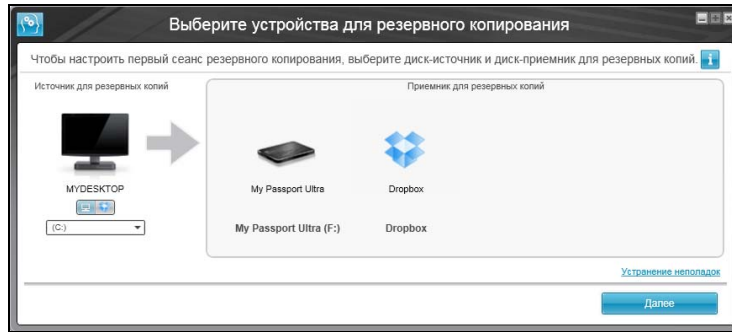 Выберите устройства для резервного копирования
Чтобы настроить первый сеанс резервного копирования, выберите диск-источник и диск-приемник для резервных копий.
Источник для резервных копий
Приемник для резервных копий
MYDESKTOP
My Passport Ultra
Dropbox
(C:)
My Passport Ultra (F:)
Dropbox
Устранение неполадок
Далее